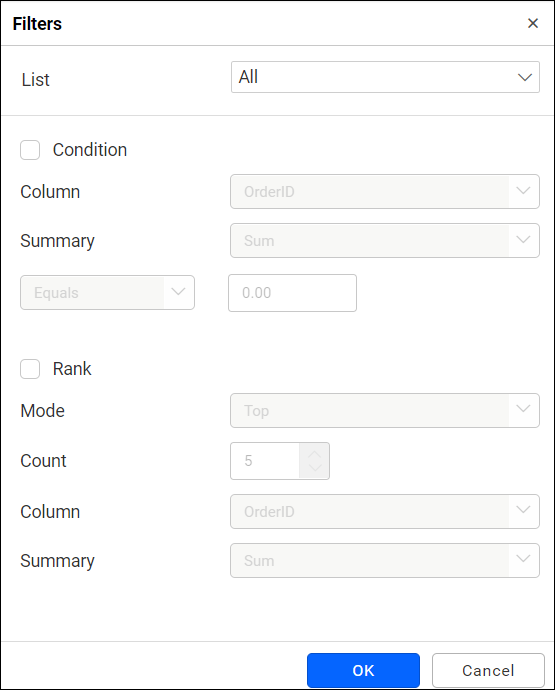 Filters
List All
Condition
Column OrderID
Summary Sum
Equals 0.00
Rank
Mode Top
Count 5
Column OrderID
Summary Sum
OK Cancel